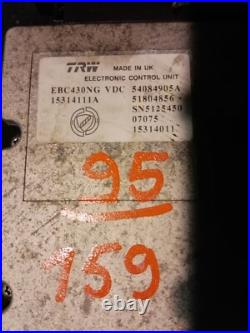 TRW
MADE IN UK
ELECTRONIC CONTROL UNIT
EBC430NG VDC 54084905A
15314111A 51804856
SN5125450
07075
15314011
95
159